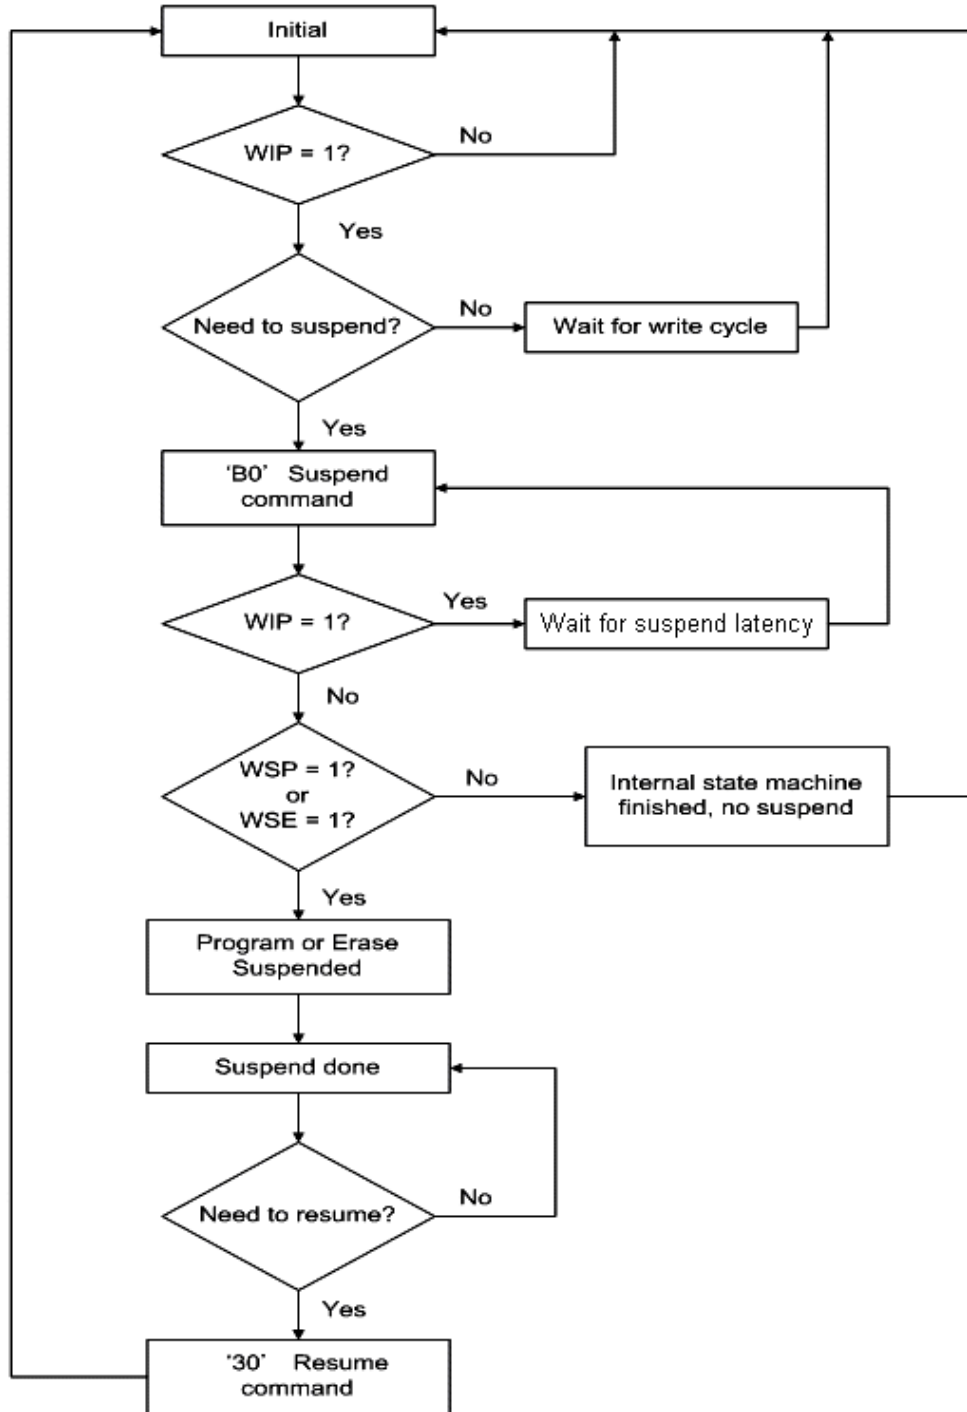 Initial
WIP = 1?
No
Yes
Need to suspend?
No
Wait for write cycle
Yes
'B0' Suspend
command
WIP = 1?
Yes
Wait for suspend latency
No
WSP = 1?
or
WSE = 1?
No
Internal state machine
finished, no suspend
Yes
Program or Erase
Suspended
Suspend done
Need to resume?
No
Yes
'30' Resume
command